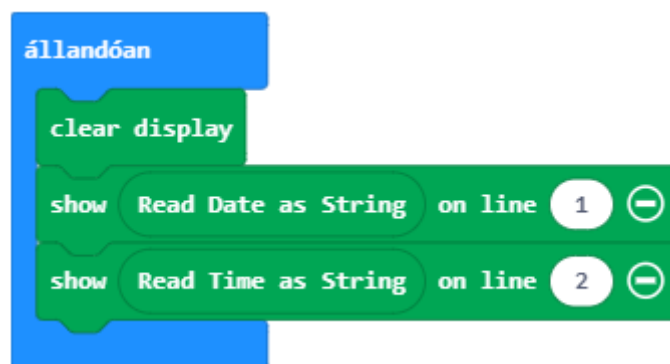 állandóan
clear display
show Read Date as String on line 1
show Read Time as String on line 2